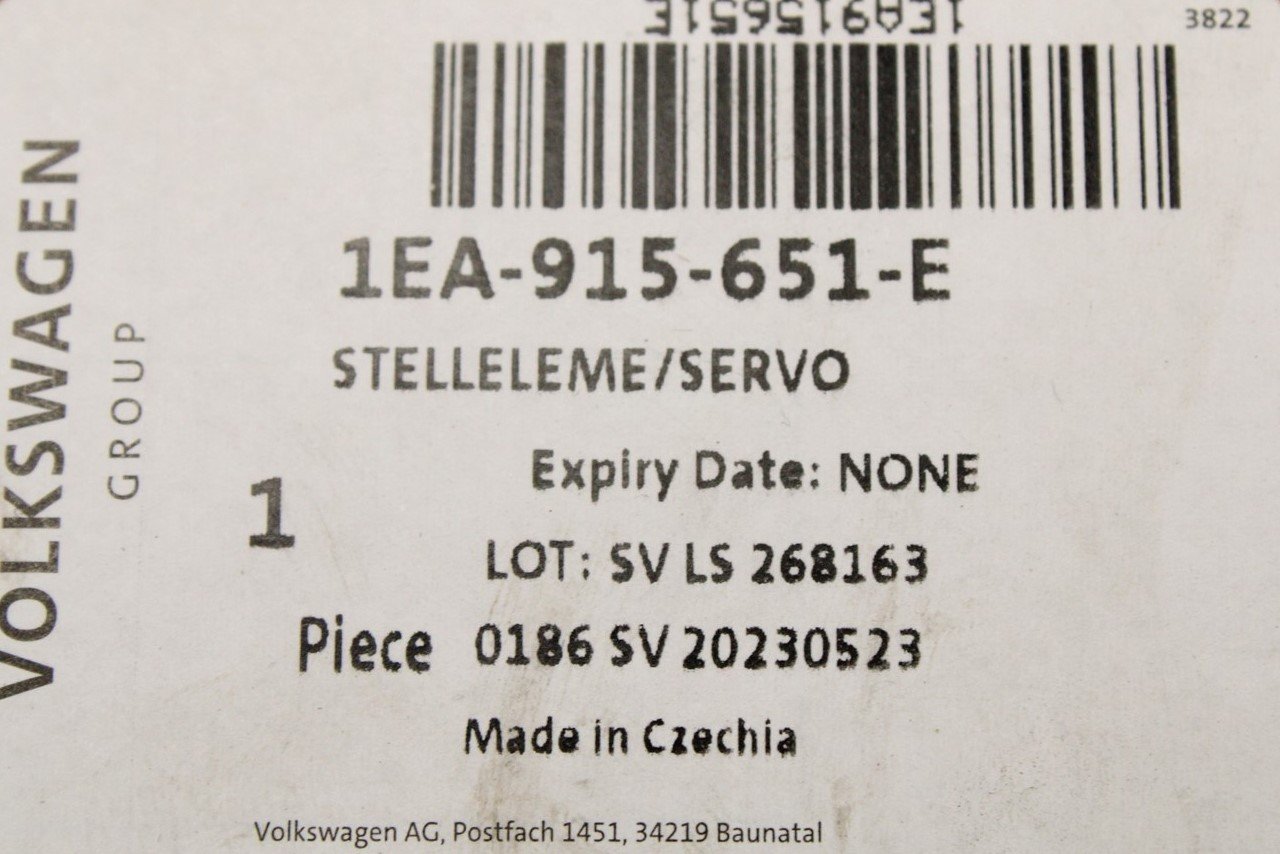 1EA915651E
3822
VOLKSWAGEN
GROUP
1EA-915-651-E
STELLELEME/SERVO
Expiry Date: NONE
1
LOT: SV LS 268163
Piece 0186 SV 20230523
Made in Czechia
Volkswagen AG, Postfach 1451, 34219 Baunatal